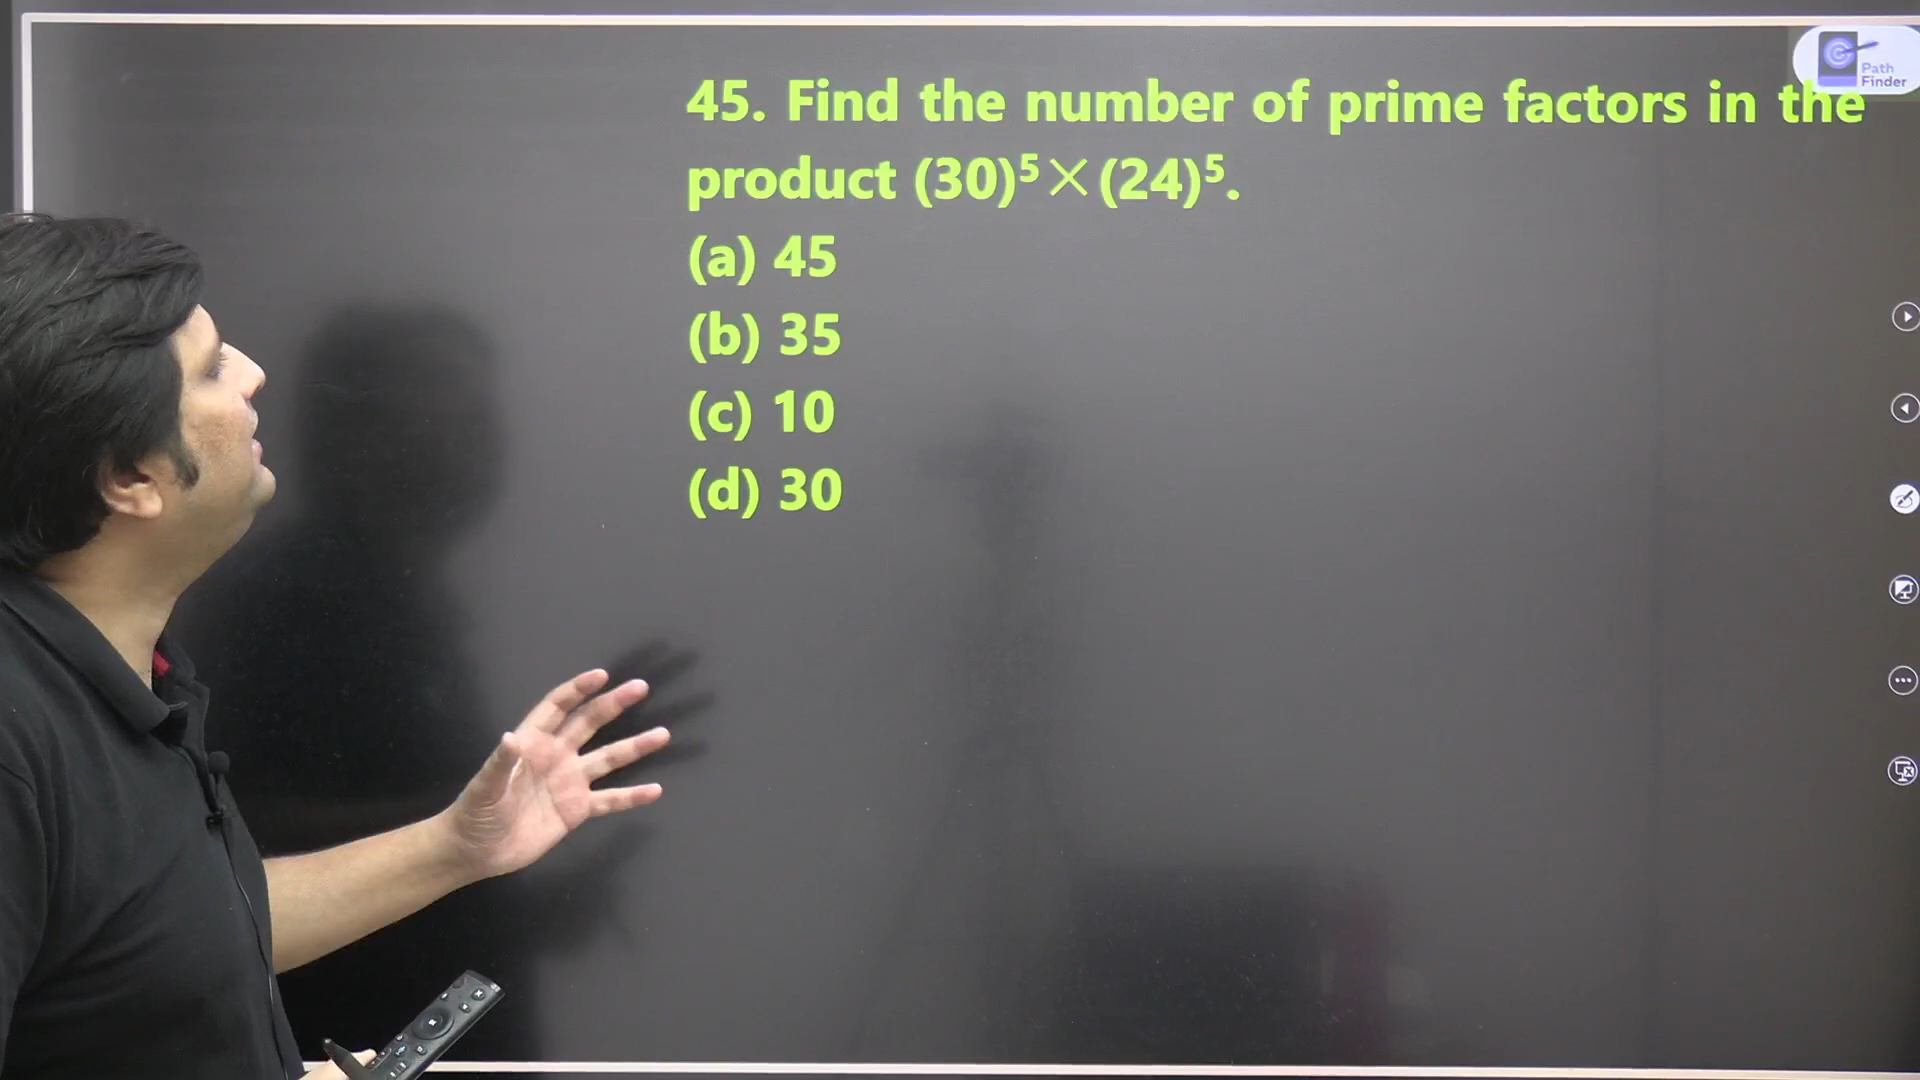 Path
Finder
45. Find the number of prime factors in the
product (30)⁵×(24)⁵.
(a) 45
(b) 35
(c) 10
(d) 30